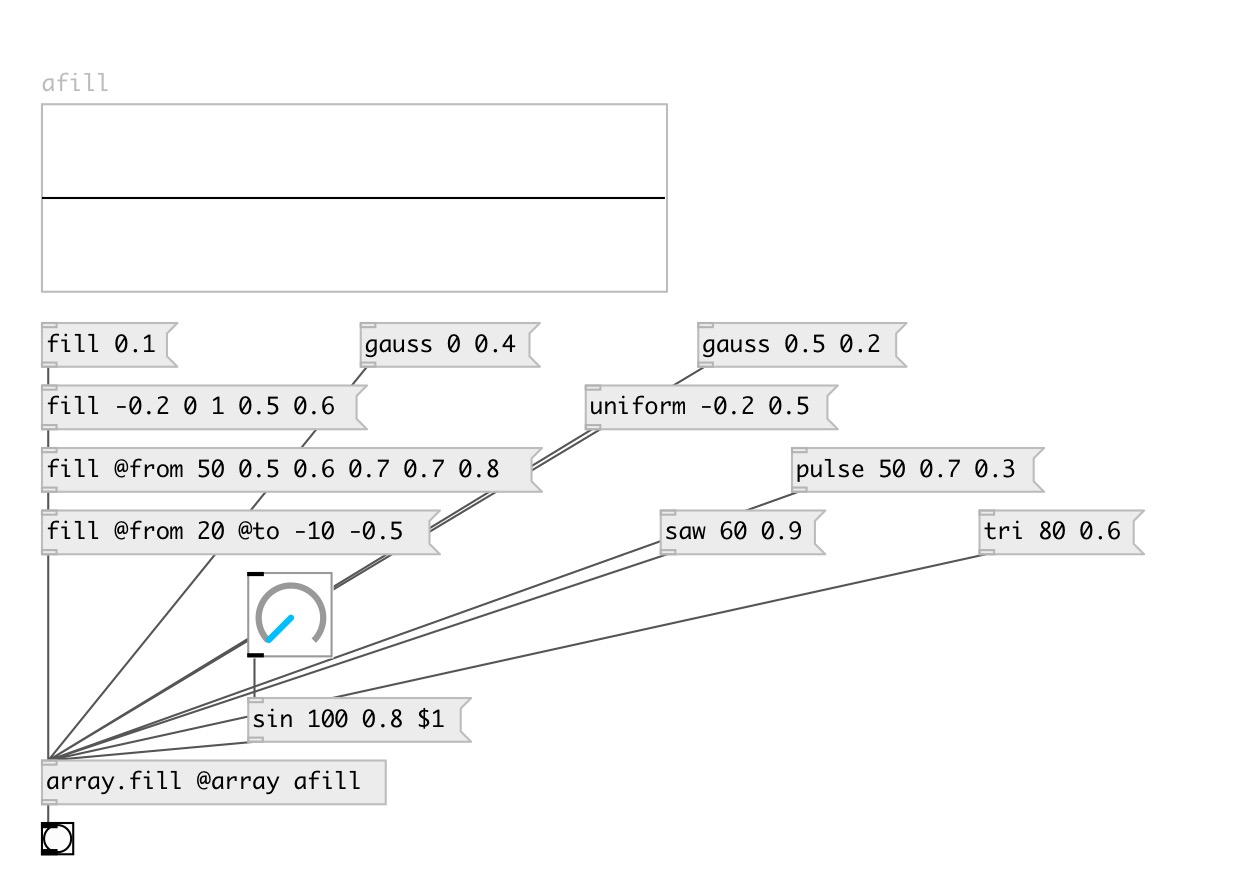 afill
fill 0.1
gauss 0 0.4
gauss 0.5 0.2
fill -0.2 0 1 0.5 0.6
uniform -0.2 0.5
fill @from 50 0.5 0.6 0.7 0.7 0.8
pulse 50 0.7 0.3
fill @from 20 @to -10 -0.5
saw 60 0.9
tri 80 0.6
sin 100 0.8 $1
array.fill @array afill